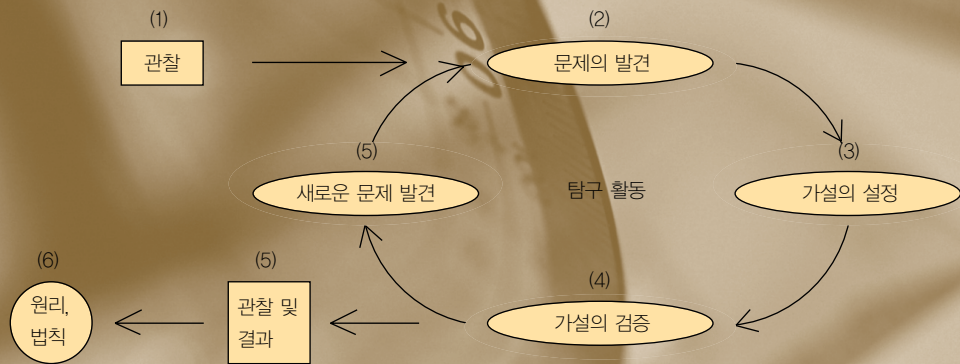 (1)
관찰
(2)
문제의 발견
(3)
가설의 설정
탐구 활동
(5)
새로운 문제 발견
(4)
가설의 검증
(5)
관찰 및
결과
(6)
원리,
법칙
06